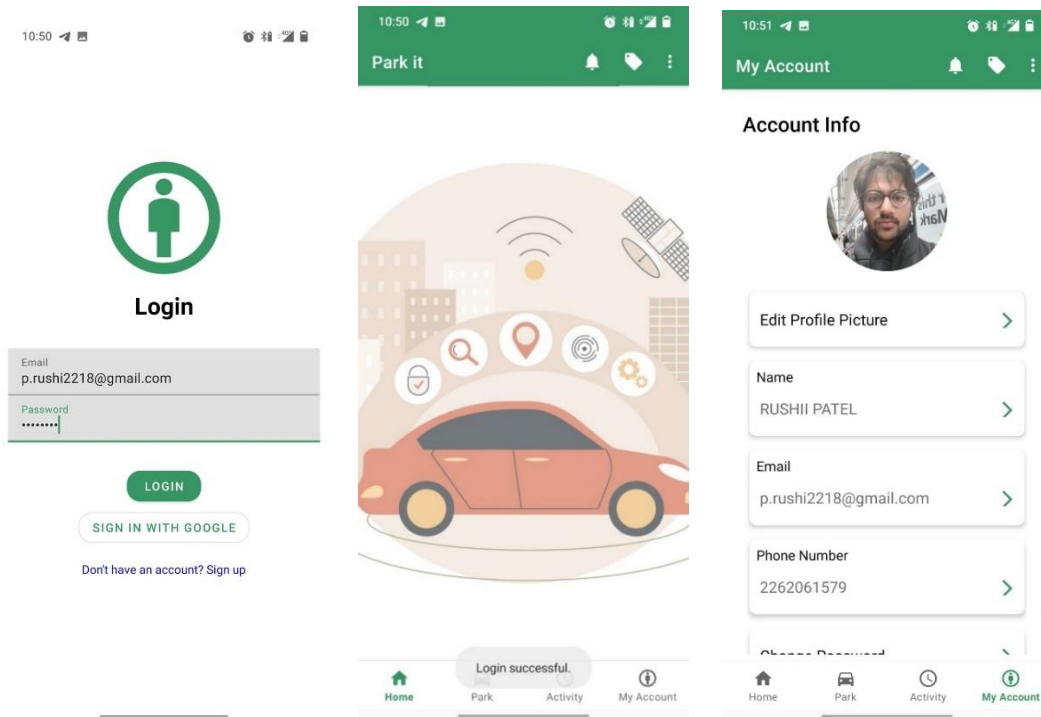 10:50
Login
Email
p.rushi2218@gmail.com
Password
••••••••
LOGIN
SIGN IN WITH GOOGLE
Don't have an account? Sign up
10:50
Park it
Login successful.
Home
Park
Activity
My Account
10:51
My Account
Account Info
Edit Profile Picture
Name
RUSHII PATEL
Email
p.rushi2218@gmail.com
Phone Number
2262061579
Change Password
Home
Park
Activity
My Account